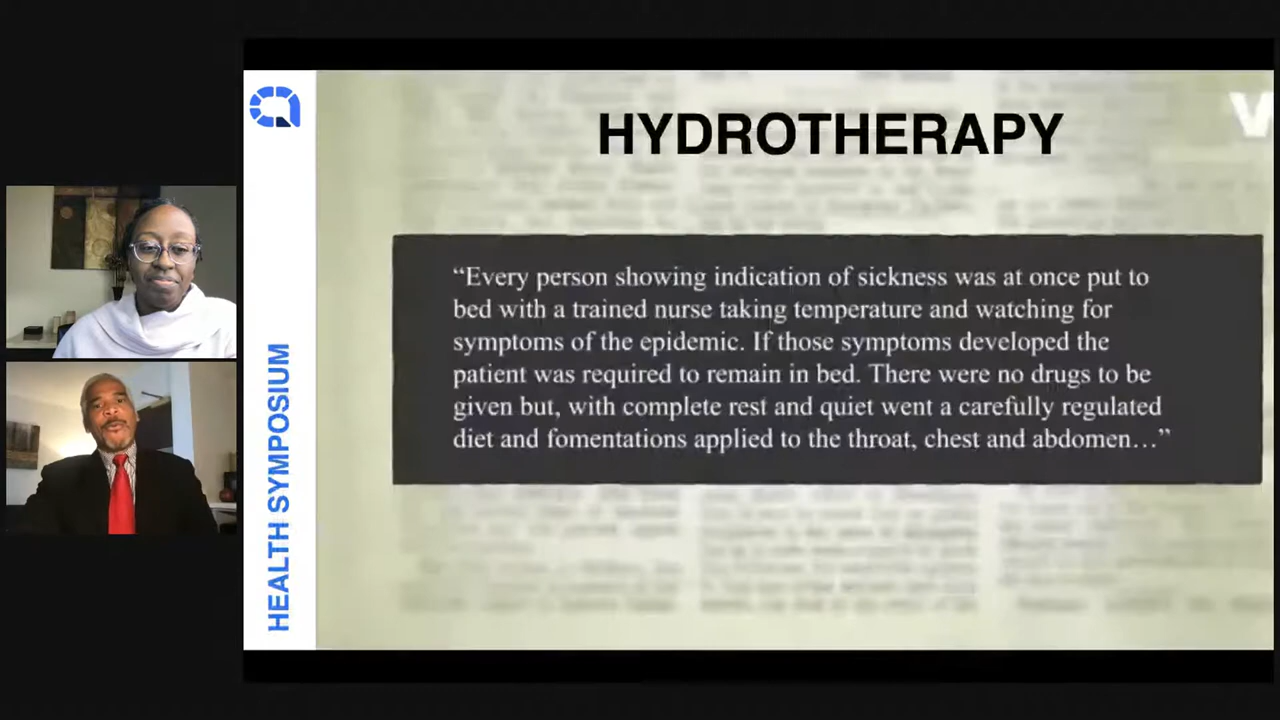 HYDROTHERAPY
“Every person showing indication of sickness was at once put to
bed with a trained nurse taking temperature and watching for
symptoms of the epidemic. If those symptoms developed the
patient was required to remain in bed. There were no drugs to be
given but, with complete rest and quiet went a carefully regulated
diet and fomentations applied to the throat, chest and abdomen…”
HEALTH SYMPOSIUM